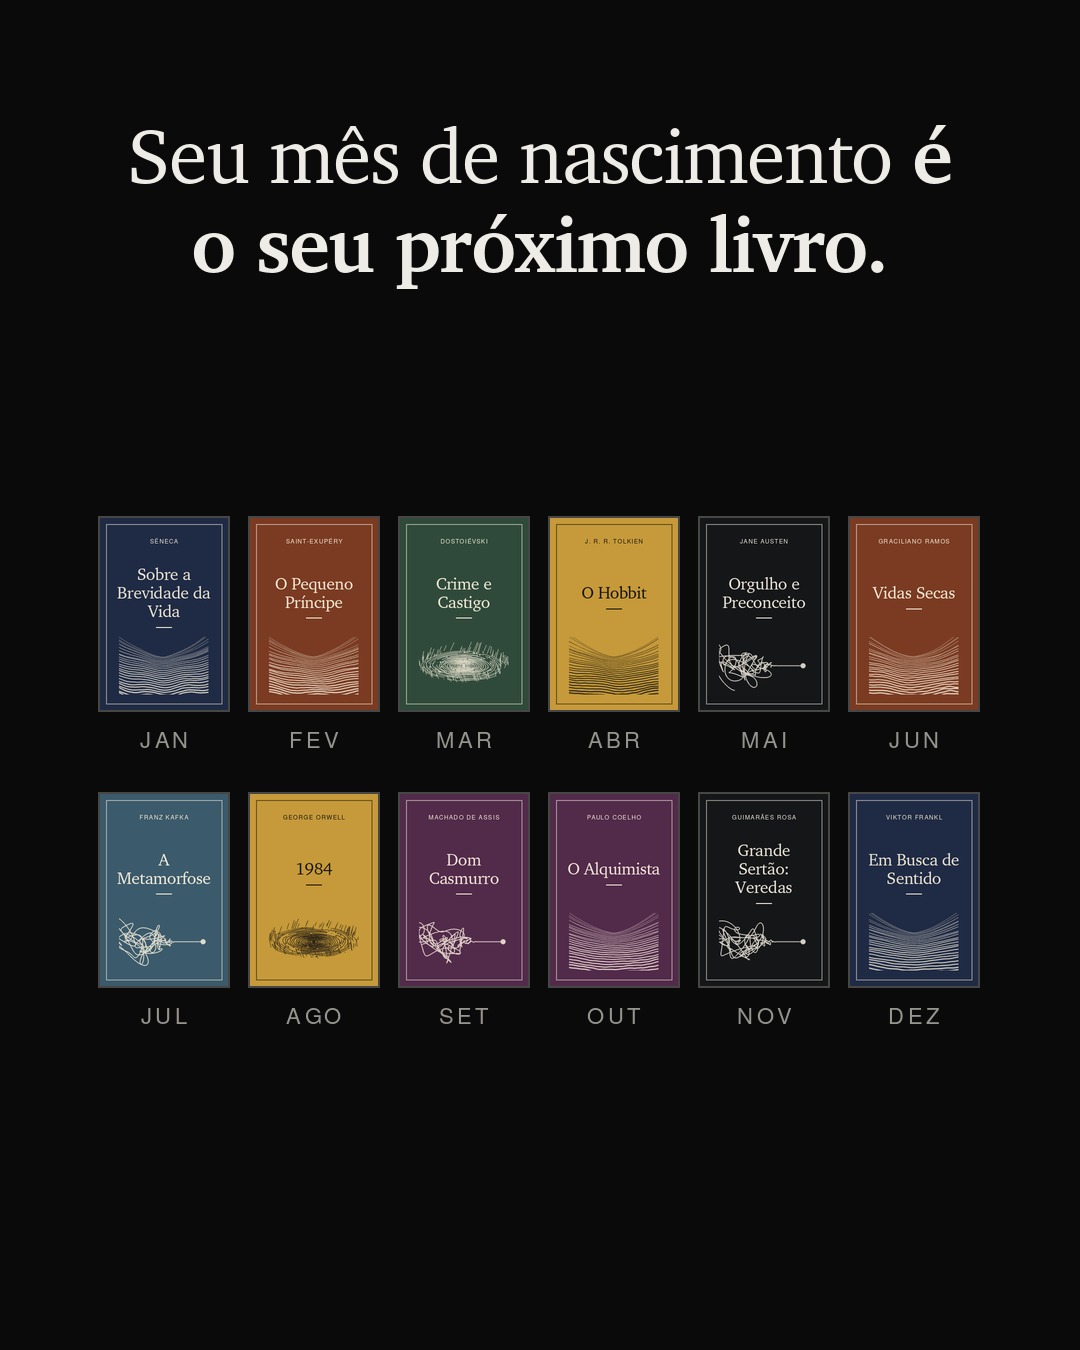 Seu mês de nascimento é
o seu próximo livro.
SÊNECA
Sobre a
Brevidade da
Vida
JAN
SAINT-EXUPÉRY
O Pequeno
Príncipe
FEV
DOSTOIÉVSKI
Crime e
Castigo
MAR
J. R. R. TOLKIEN
O Hobbit
ABR
JANE AUSTEN
Orgulho e
Preconceito
MAI
GRACILIANO RAMOS
Vidas Secas
JUN
FRANZ KAFKA
A
Metamorfose
JUL
GEORGE ORWELL
1984
AGO
MACHADO DE ASSIS
Dom
Casmurro
SET
PAULO COELHO
O Alquimista
OUT
GUIMARÃES ROSA
Grande
Sertão:
Veredas
NOV
VIKTOR FRANKL
Em Busca de
Sentido
DEZ